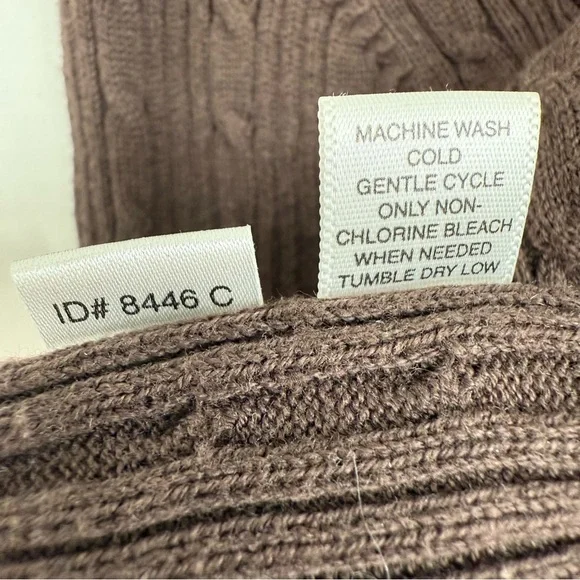 MACHINE WASH
COLD
GENTLE CYCLE
ONLY NON-
CHLORINE BLEACH
WHEN NEEDED
TUMBLE DRY LOW
ID# 8446 C